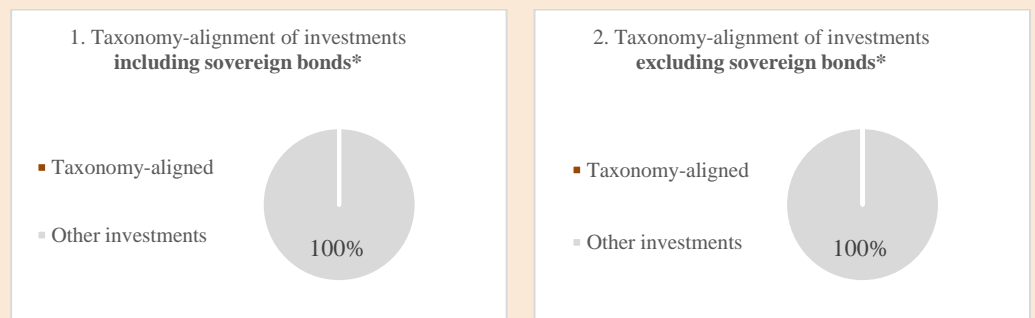 1. Taxonomy-alignment of investments
including sovereign bonds*
Taxonomy-aligned
Other investments
100%
2. Taxonomy-alignment of investments
excluding sovereign bonds*
Taxonomy-aligned
Other investments
100%